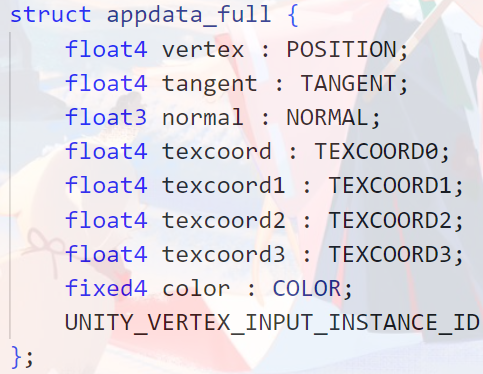 struct appdata_full {
    float4 vertex : POSITION;
    float4 tangent : TANGENT;
    float3 normal : NORMAL;
    float4 texcoord : TEXCOORD0;
    float4 texcoord1 : TEXCOORD1;
    float4 texcoord2 : TEXCOORD2;
    float4 texcoord3 : TEXCOORD3;
    fixed4 color : COLOR;
    UNITY_VERTEX_INPUT_INSTANCE_ID
};